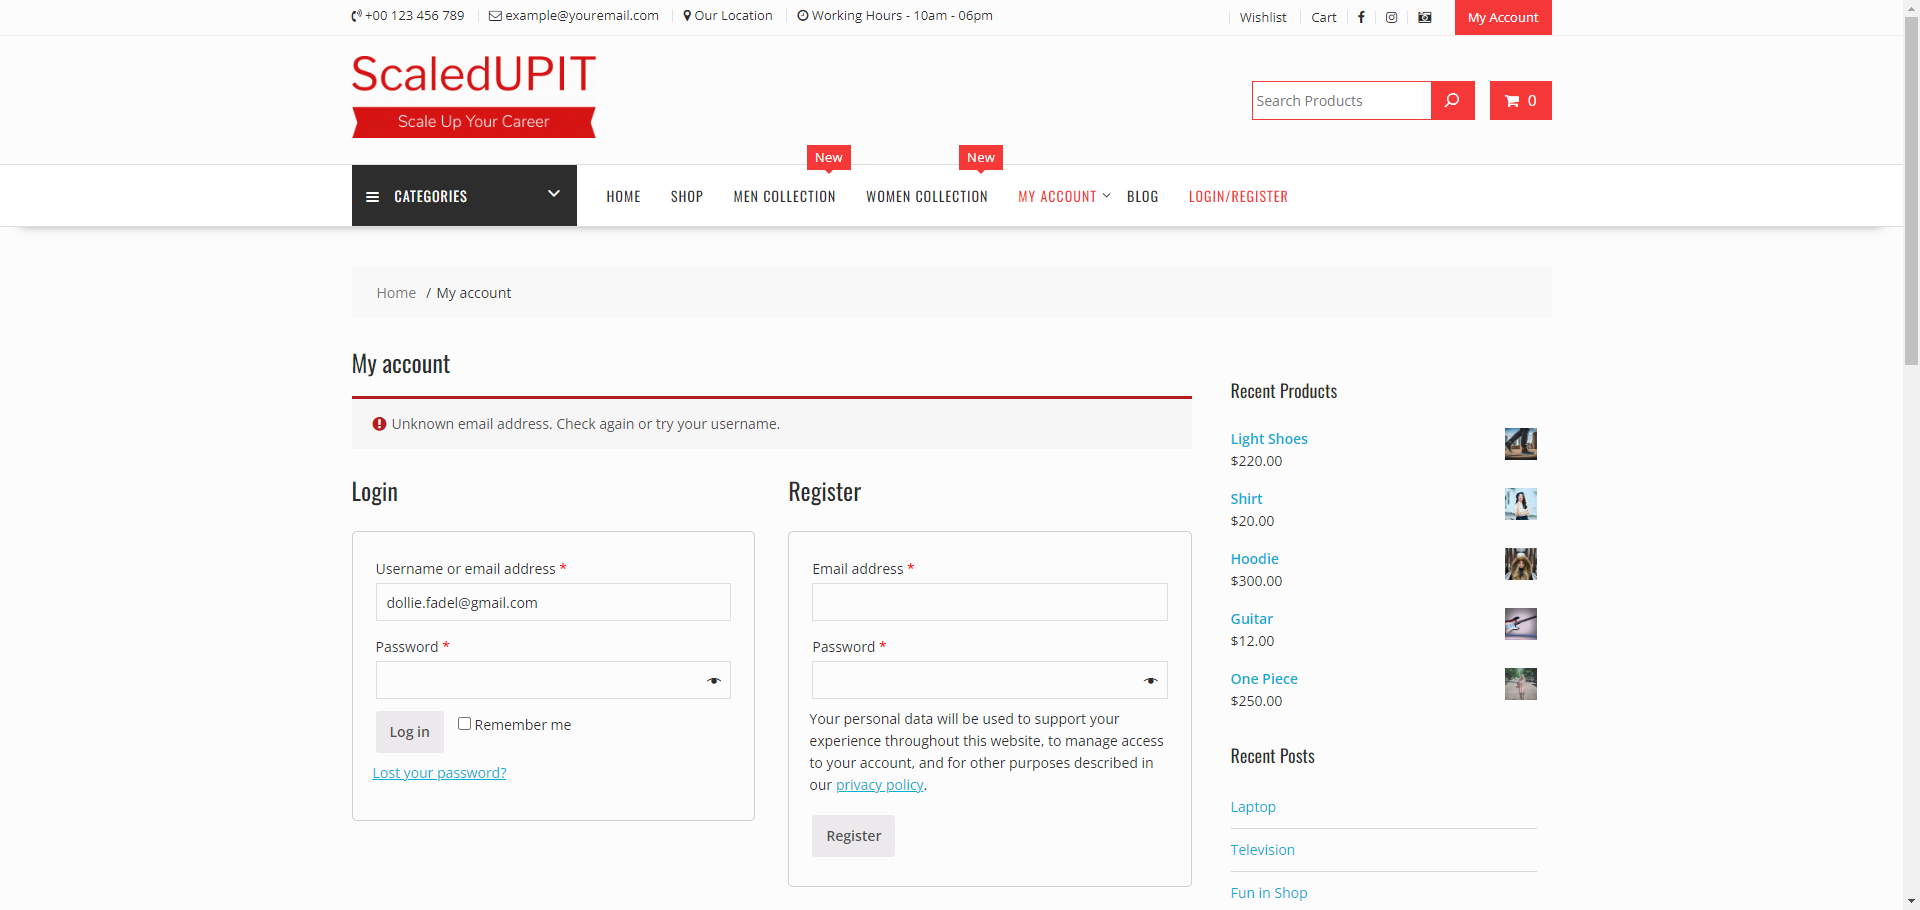 +00 123 456 789
example@youremail.com
Our Location
Working Hours - 10am - 06pm
Wishlist
Cart
My Account
ScaledUPIT
Scale Up Your Career
Search Products
0
CATEGORIES
HOME
SHOP
New
MEN COLLECTION
New
WOMEN COLLECTION
MY ACCOUNT
BLOG
LOGIN/REGISTER
Home / My account
My account
Unknown email address. Check again or try your username.
Login
Username or email address *
dollie.fadel@gmail.com
Password *
Log in
Remember me
Lost your password?
Register
Email address *
Password *
Your personal data will be used to support your
experience throughout this website, to manage access
to your account, and for other purposes described in
our privacy policy.
Register
Recent Products
Light Shoes
$220.00
Shirt
$20.00
Hoodie
$300.00
Guitar
$12.00
One Piece
$250.00
Recent Posts
Laptop
Television
Fun in Shop